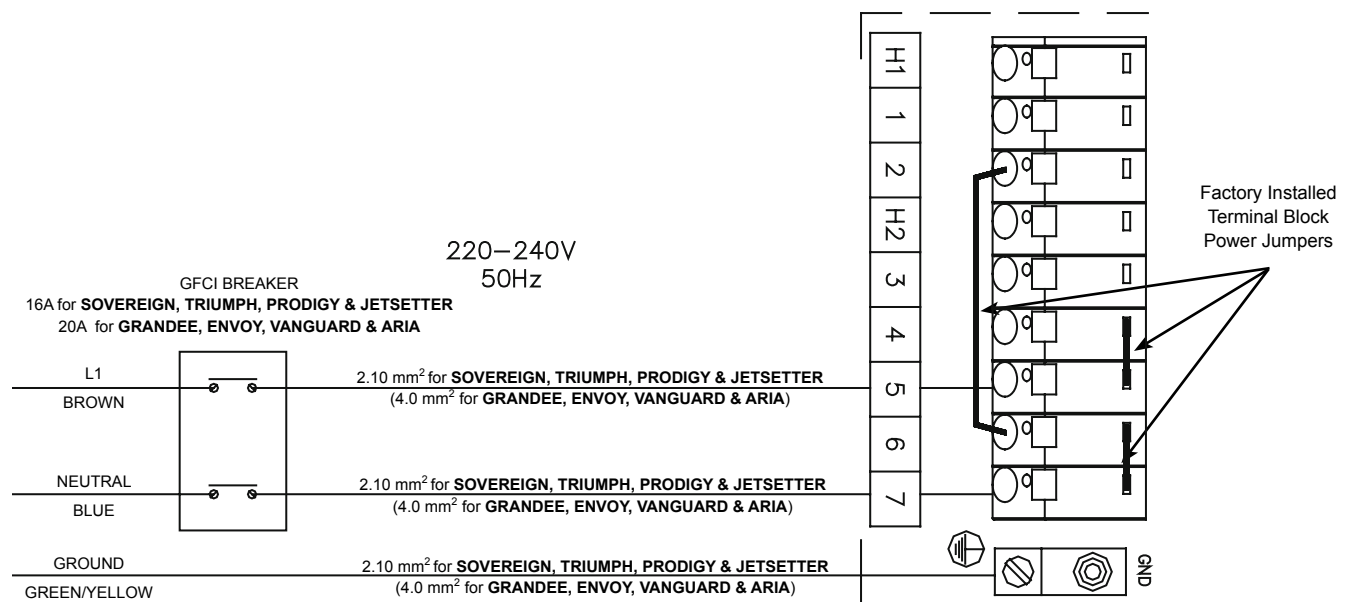 H1
1
2
H2
3
4
5
6
7
Factory Installed
Terminal Block
Power Jumpers
220–240V
50Hz
GFCI BREAKER
16A for SOVEREIGN, TRIUMPH, PRODIGY & JETSETTER
20A for GRANDEE, ENVOY, VANGUARD & ARIA
L1
BROWN
2.10 mm² for SOVEREIGN, TRIUMPH, PRODIGY & JETSETTER
(4.0 mm² for GRANDEE, ENVOY, VANGUARD & ARIA)
NEUTRAL
BLUE
2.10 mm² for SOVEREIGN, TRIUMPH, PRODIGY & JETSETTER
(4.0 mm² for GRANDEE, ENVOY, VANGUARD & ARIA)
GROUND
GREEN/YELLOW
2.10 mm² for SOVEREIGN, TRIUMPH, PRODIGY & JETSETTER
(4.0 mm² for GRANDEE, ENVOY, VANGUARD & ARIA)
GND